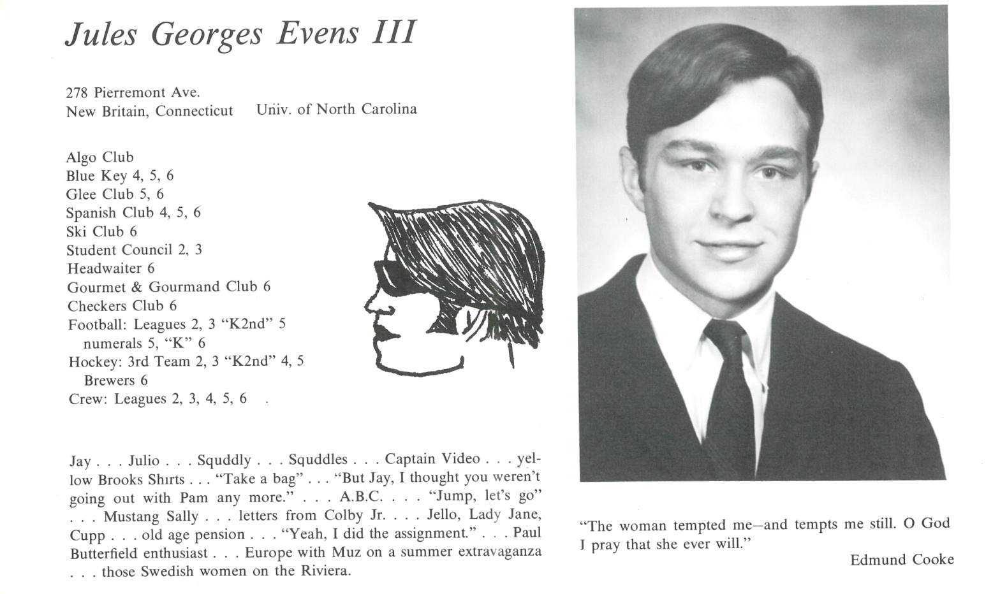 Jules Georges Evens III
278 Pierremont Ave.
New Britain, Connecticut Univ. of North Carolina
Algo Club
Blue Key 4, 5, 6
Glee Club 5, 6
Spanish Club 4, 5, 6
Ski Club 6
Student Council 2, 3
Headwaiter 6
Gourmet & Gourmand Club 6
Checkers Club 6
Football: Leagues 2, 3 “K2nd” 5
numerals 5, “K” 6
Hockey: 3rd Team 2, 3 “K2nd” 4, 5
Brewers 6
Crew: Leagues 2, 3, 4, 5, 6
Jay . . . Julio . . . Squddly . . . Squddles . . . Captain Video . . . yel-
low Brooks Shirts . . . “Take a bag” . . . “But Jay, I thought you weren't
going out with Pam any more.” . . . A.B.C. . . . “Jump, let's go”
. . . Mustang Sally . . . letters from Colby Jr. . . . Jello, Lady Jane,
Cupp . . . old age pension . . . “Yeah, I did the assignment.” . . . Paul
Butterfield enthusiast . . . Europe with Muz on a summer extravaganza
. . . those Swedish women on the Riviera.
“The woman tempted me—and tempts me still. O God
I pray that she ever will.”
Edmund Cooke